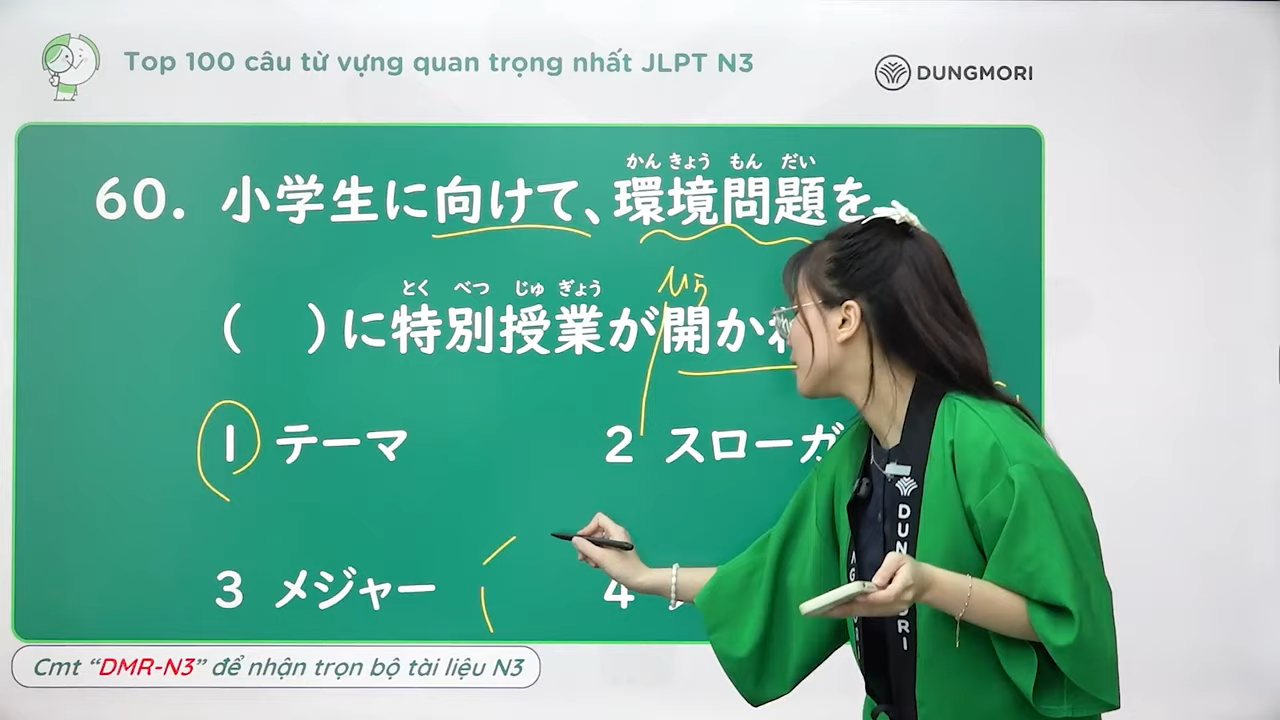 Top 100 câu từ vựng quan trọng nhất JLPT N3
DUNGMORI
かんきょう もん だい
60. 小学生に向けて、環境問題を
とく べつ じゅ ぎょう ひら
( )に特別授業が開か
1 テーマ
2 スローガ
3 メジャー
4
Cmt “DMR-N3” để nhận trọn bộ tài liệu N3